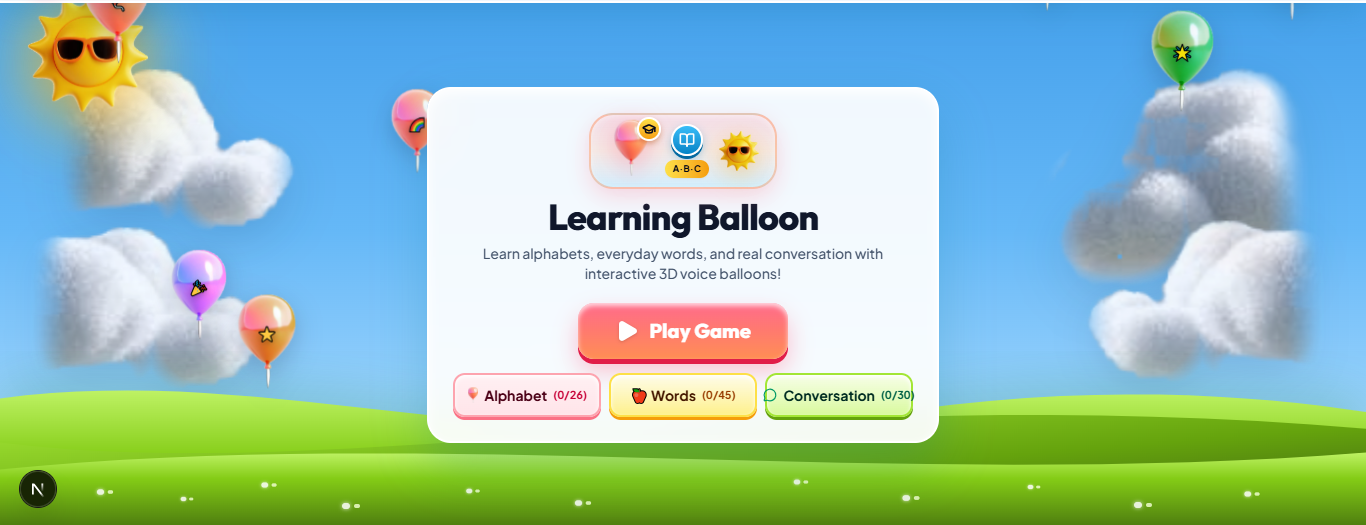 A·B·C
Learning Balloon
Learn alphabets, everyday words, and real conversation with
interactive 3D voice balloons!
Play Game
Alphabet (0/26)
Words (0/45)
Conversation (0/30)
N